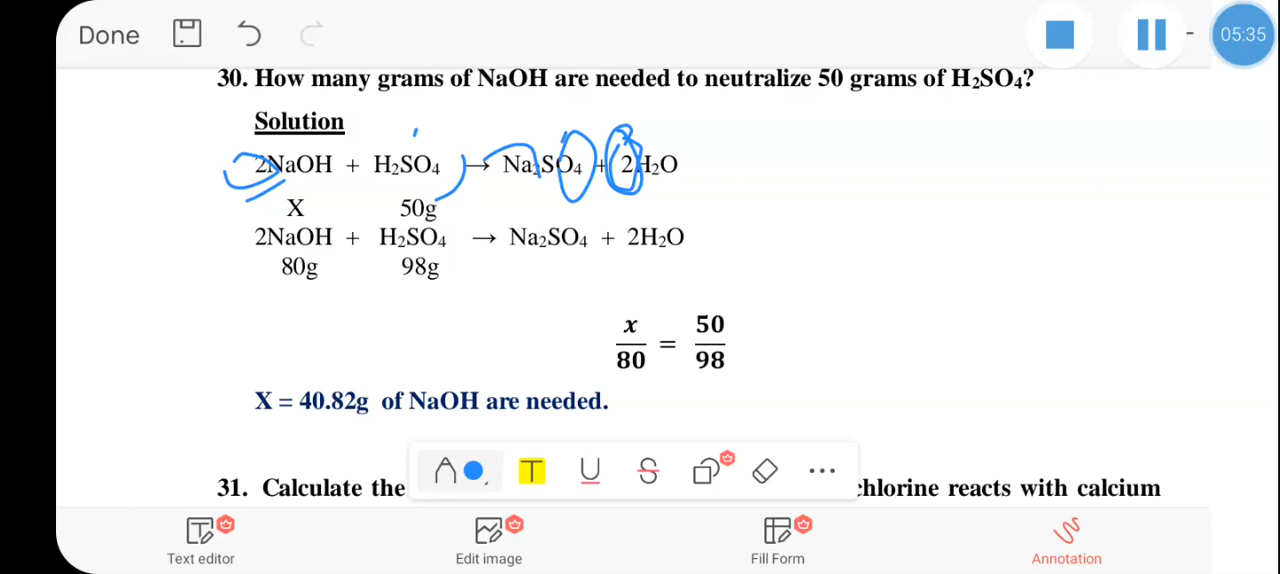 Done
05:35
30. How many grams of NaOH are needed to neutralize 50 grams of H₂SO₄?
Solution
2NaOH + H₂SO₄ → Na₂SO₄ + 2H₂O
X 50g
2NaOH + H₂SO₄ → Na₂SO₄ + 2H₂O
80g 98g
x/80 = 50/98
X = 40.82g of NaOH are needed.
31. Calculate the chlorine reacts with calcium
Text editor Edit image Fill Form Annotation